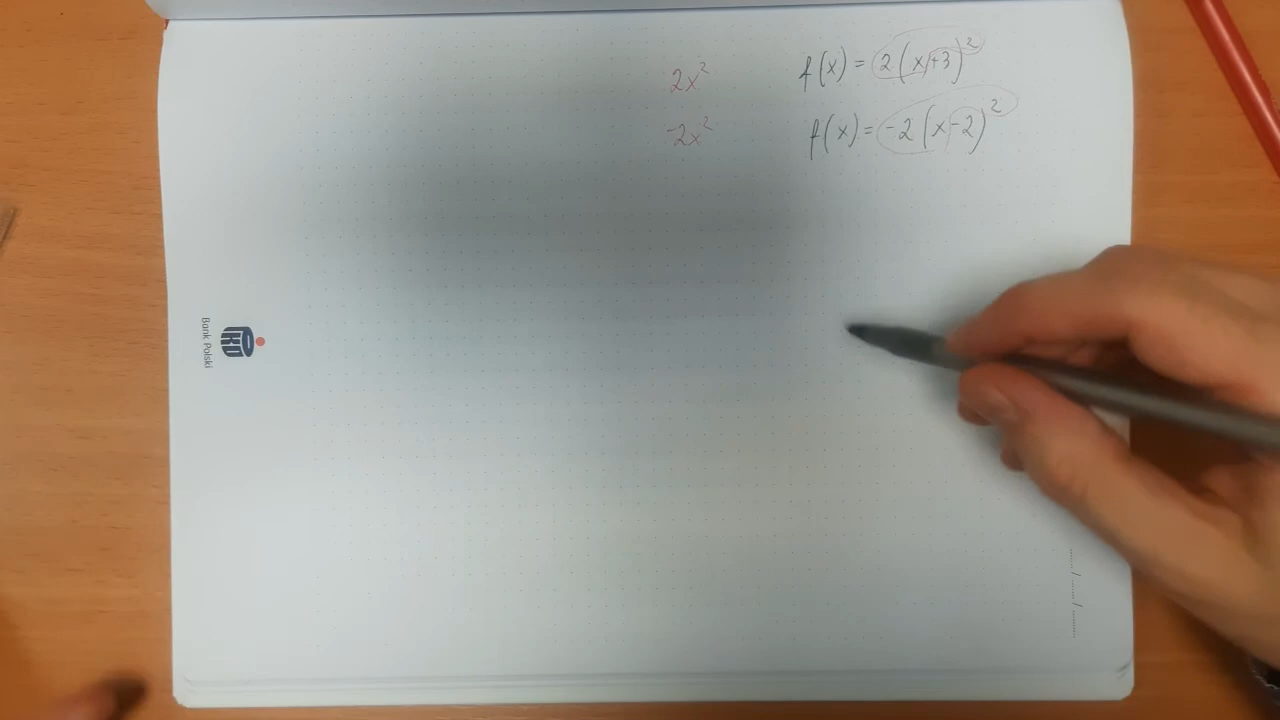 2x² f(x) = 2(x+3)²
-2x² f(x) = -2(x-2)²
Bank Polski